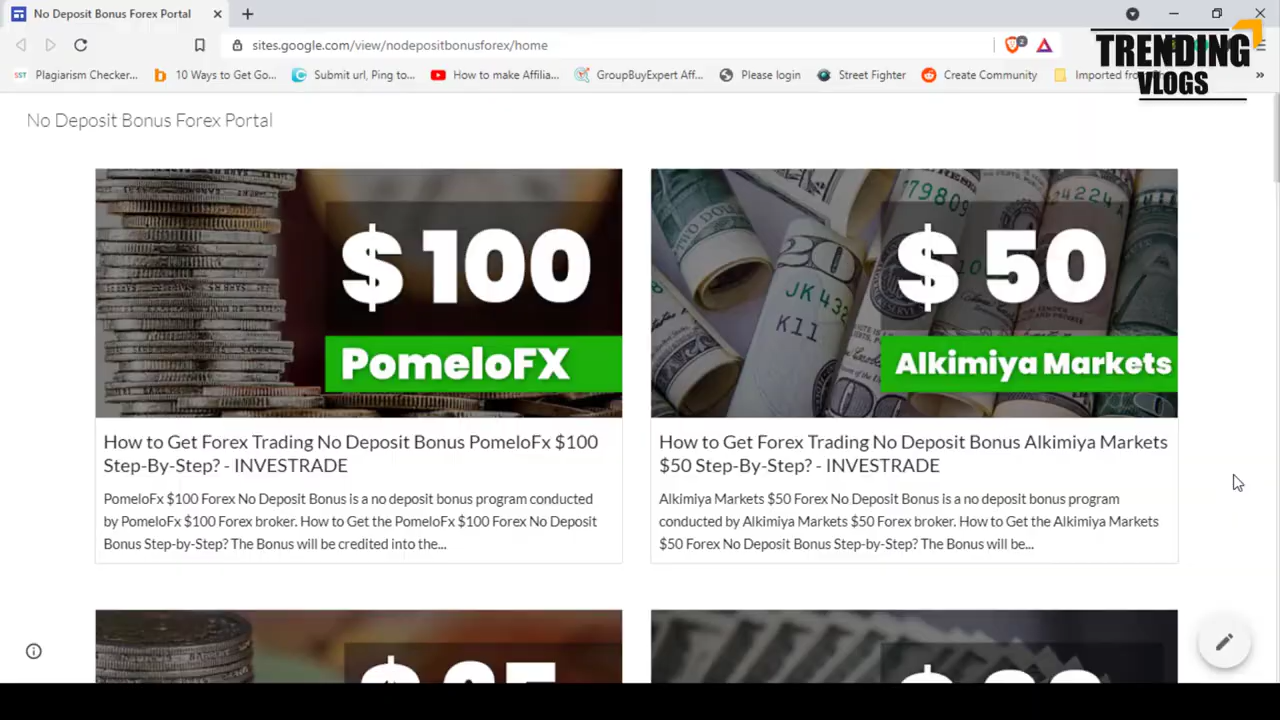 No Deposit Bonus Forex Portal
sites.google.com/view/nodepositbonusforex/home
2
Plagiarism Checker...
10 Ways to Get Go...
Submit url, Ping to...
How to make Affilia...
GroupBuyExpert Aff...
Please login
Street Fighter
Create Community
Imported fro
TRENDING
VLOGS
No Deposit Bonus Forex Portal
$ 100
PomeloFX
How to Get Forex Trading No Deposit Bonus PomeloFx $100
Step-By-Step? - INVESTRADE
PomeloFx $100 Forex No Deposit Bonus is a no deposit bonus program conducted
by PomeloFx $100 Forex broker. How to Get the PomeloFx $100 Forex No Deposit
Bonus Step-by-Step? The Bonus will be credited into the...
$ 50
Alkimiya Markets
How to Get Forex Trading No Deposit Bonus Alkimiya Markets
$50 Step-By-Step? - INVESTRADE
Alkimiya Markets $50 Forex No Deposit Bonus is a no deposit bonus program
conducted by Alkimiya Markets $50 Forex broker. How to Get the Alkimiya Markets
$50 Forex No Deposit Bonus Step-by-Step? The Bonus will be...